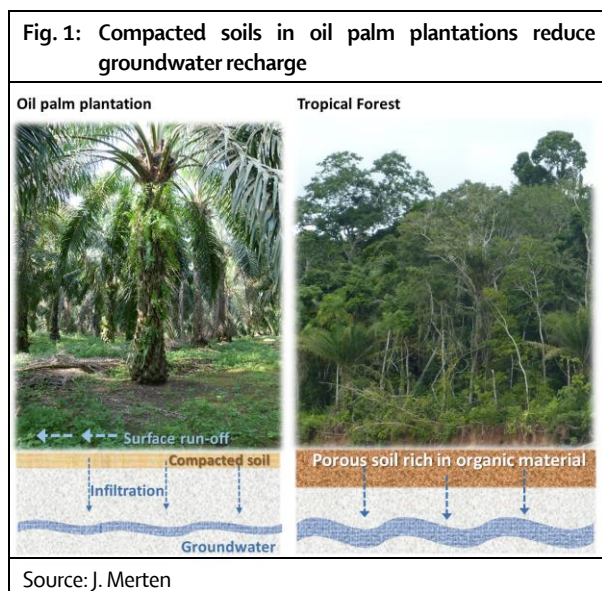 Fig. 1: Compacted soils in oil palm plantations reduce
groundwater recharge
Oil palm plantation
Tropical Forest
Surface run-off
Compacted soil
Infiltration
Groundwater
Porous soil rich in organic material
Source: J. Merten